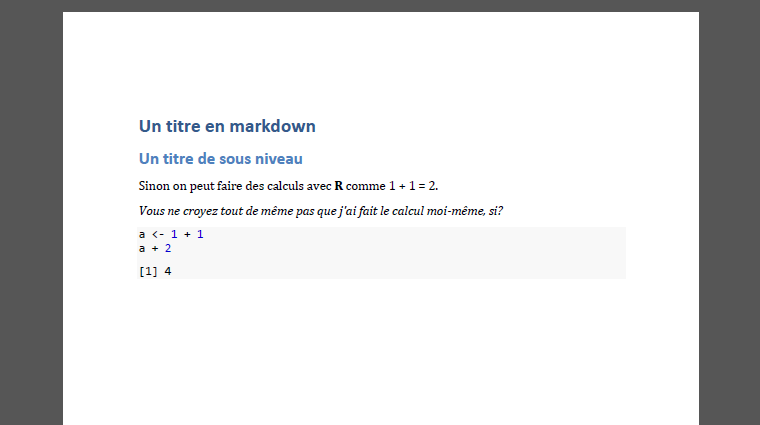 Un titre en markdown
Un titre de sous niveau
Sinon on peut faire des calculs avec R comme 1 + 1 = 2.
Vous ne croyez tout de même pas que j'ai fait le calcul moi-même, si?
a <- 1 + 1
a + 2
[1] 4